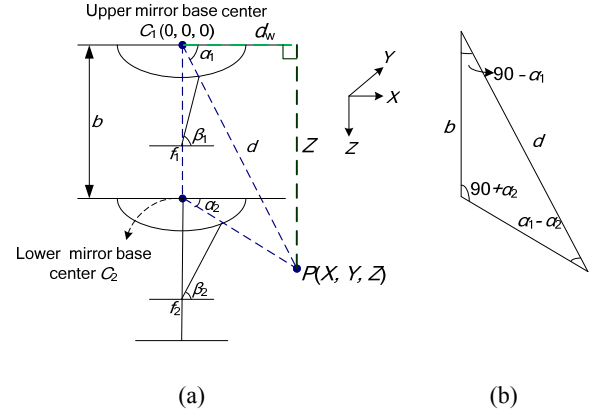 Upper mirror base center
C₁ (0, 0, 0)
d_w
α₁
Y
X
Z
b
β₁
f₁
d
Z
α₂
Lower mirror base
center C₂
P(X, Y, Z)
β₂
f₂
(a)
90 - α₁
b
d
90+α₂
α₁- α₂
(b)